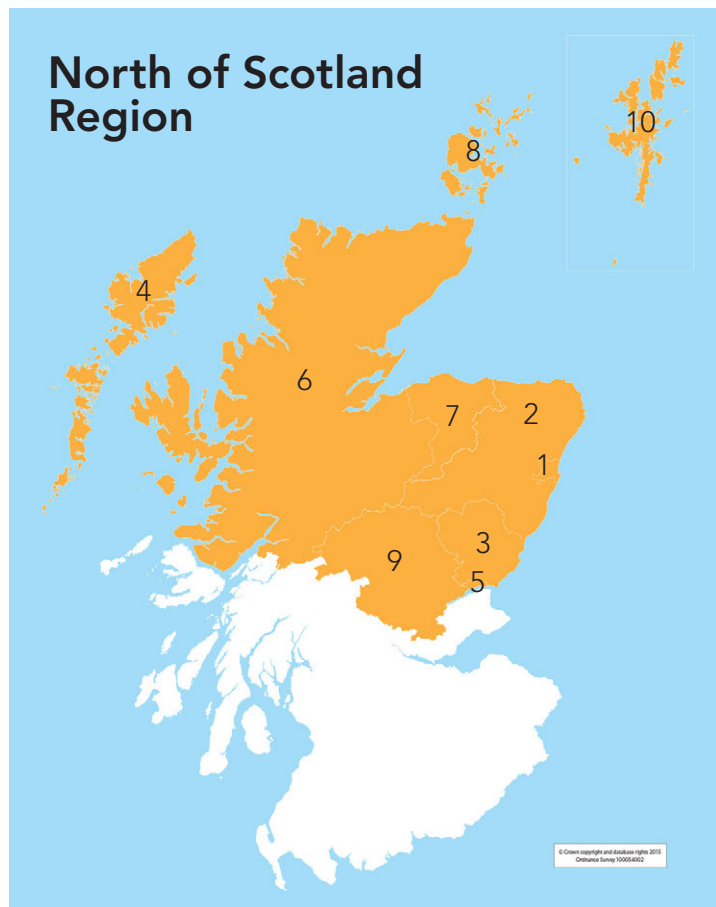 North of Scotland
Region
10
8
4
6
7
2
1
3
9
5
© Crown copyright and database rights 2015
Ordnance Survey 100054002